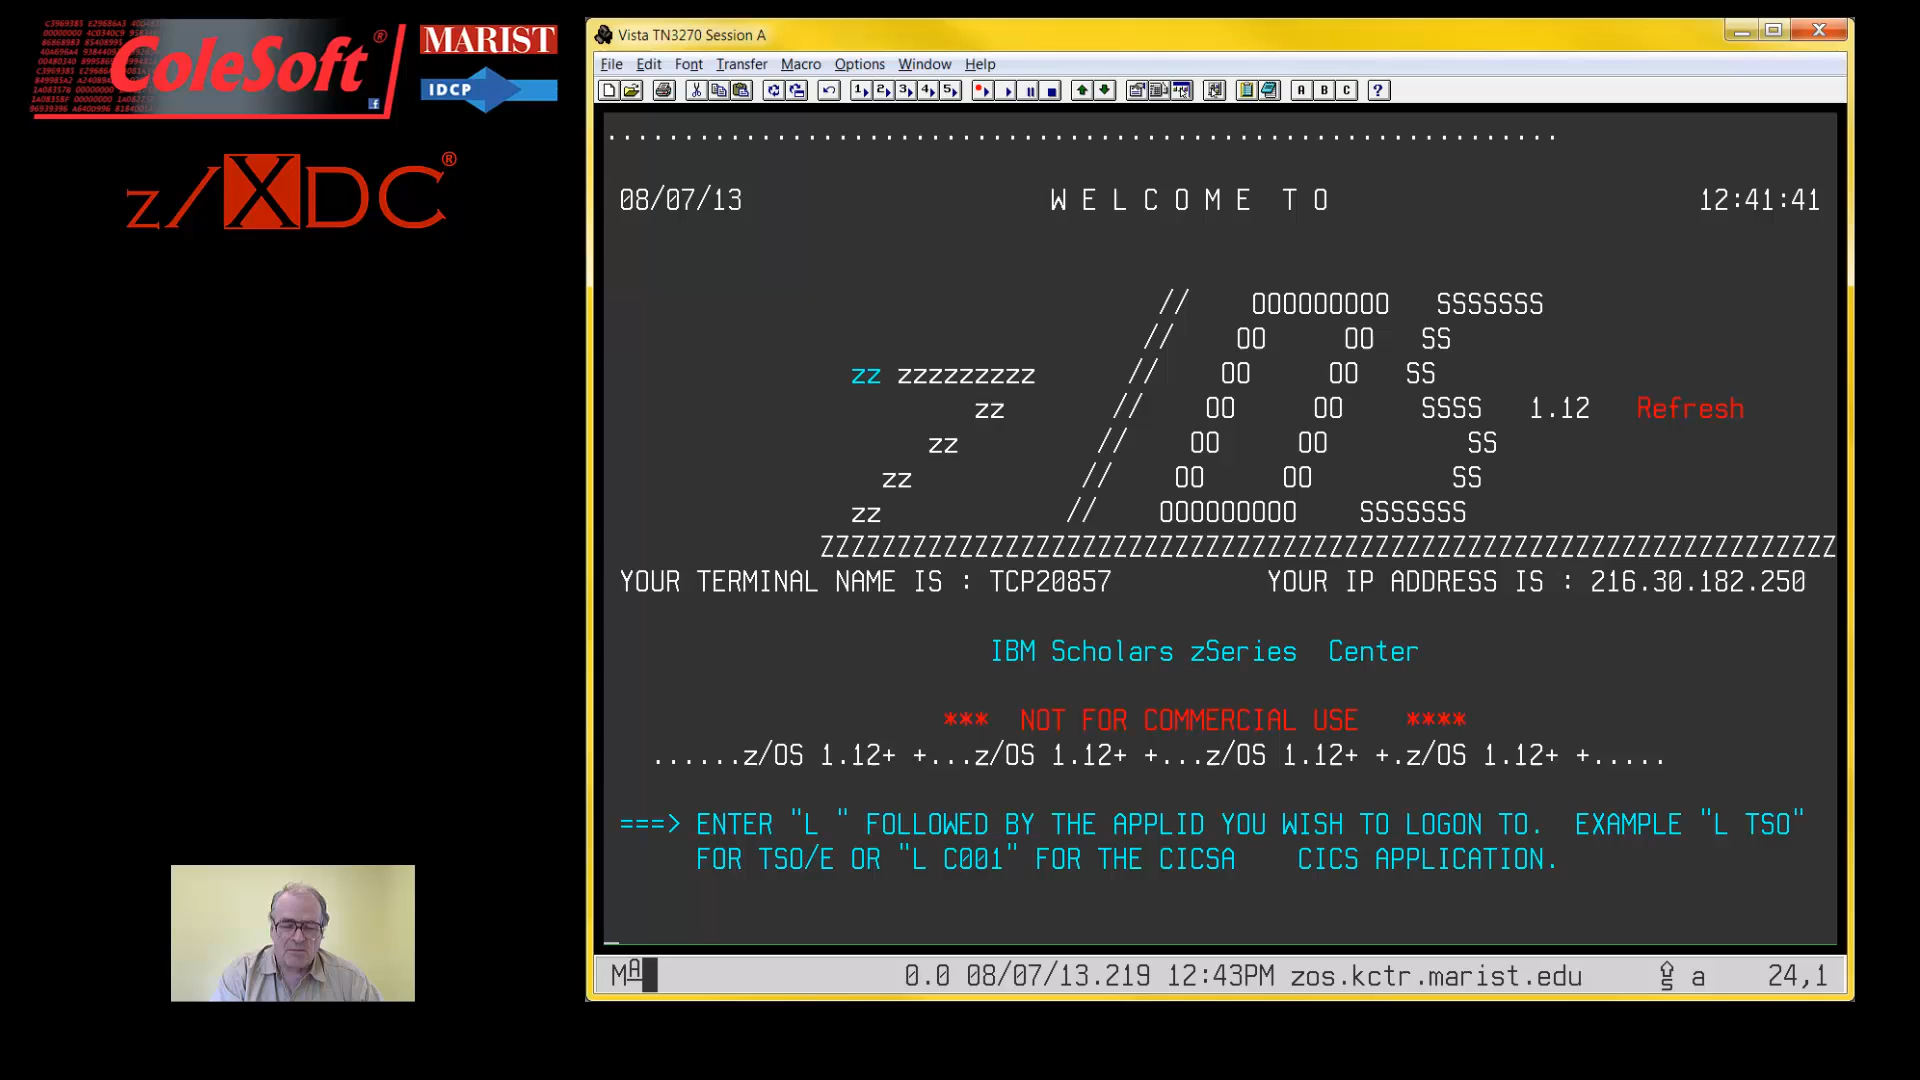 ColeSoft®
MARIST
IDCP
z/XDC®
Vista TN3270 Session A
File Edit Font Transfer Macro Options Window Help
1 2 3 4 5 A B C ?
..............................................................
08/07/13 W E L C O M E T O 12:41:41
// OOOOOOOOO SSSSSSS
// OO OO SS
zz zzzzzzzzz // OO OO SS
zz // OO OO SSSS 1.12 Refresh
zz // OO OO SS
zz // OO OO SS
zz // OOOOOOOOO SSSSSSS
ZZZZZZZZZZZZZZZZZZZZZZZZZZZZZZZZZZZZZZZZZZZZZZZZZZZZZZZZZZZZZZZZZZ
YOUR TERMINAL NAME IS : TCP20857 YOUR IP ADDRESS IS : 216.30.182.250
IBM Scholars zSeries Center
*** NOT FOR COMMERCIAL USE ****
......z/OS 1.12+ +...z/OS 1.12+ +...z/OS 1.12+ +.z/OS 1.12+ +.....
===> ENTER "L " FOLLOWED BY THE APPLID YOU WISH TO LOGON TO. EXAMPLE "L TSO"
FOR TSO/E OR "L C001" FOR THE CICSA CICS APPLICATION.
MA 0.0 08/07/13.219 12:43PM zos.kctr.marist.edu a 24,1